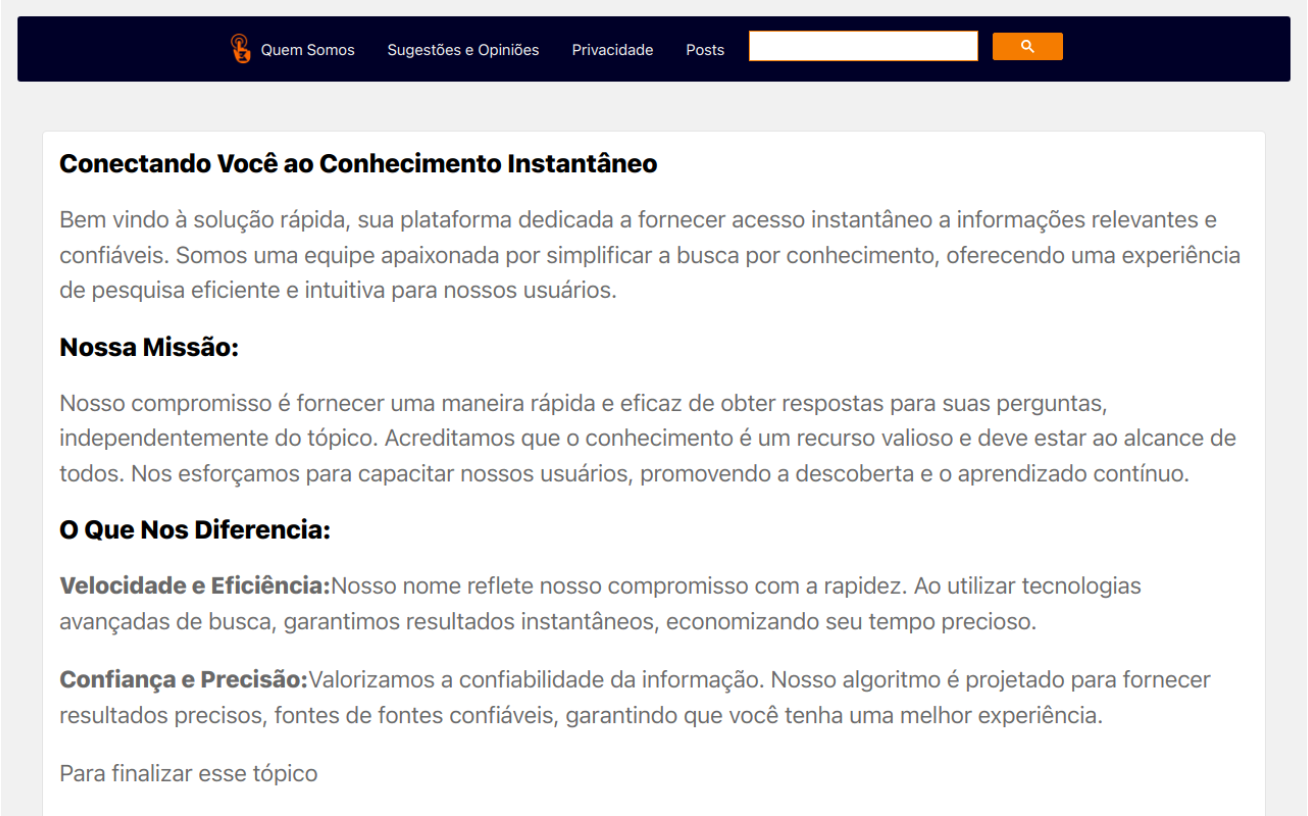 Quem Somos Sugestões e Opiniões Privacidade Posts
Conectando Você ao Conhecimento Instantâneo
Bem vindo à solução rápida, sua plataforma dedicada a fornecer acesso instantâneo a informações relevantes e
confiáveis. Somos uma equipe apaixonada por simplificar a busca por conhecimento, oferecendo uma experiência
de pesquisa eficiente e intuitiva para nossos usuários.
Nossa Missão:
Nosso compromisso é fornecer uma maneira rápida e eficaz de obter respostas para suas perguntas,
independentemente do tópico. Acreditamos que o conhecimento é um recurso valioso e deve estar ao alcance de
todos. Nos esforçamos para capacitar nossos usuários, promovendo a descoberta e o aprendizado contínuo.
O Que Nos Diferencia:
Velocidade e Eficiência:Nosso nome reflete nosso compromisso com a rapidez. Ao utilizar tecnologias
avançadas de busca, garantimos resultados instantâneos, economizando seu tempo precioso.
Confiança e Precisão:Valorizamos a confiabilidade da informação. Nosso algoritmo é projetado para fornecer
resultados precisos, fontes de fontes confiáveis, garantindo que você tenha uma melhor experiência.
Para finalizar esse tópico